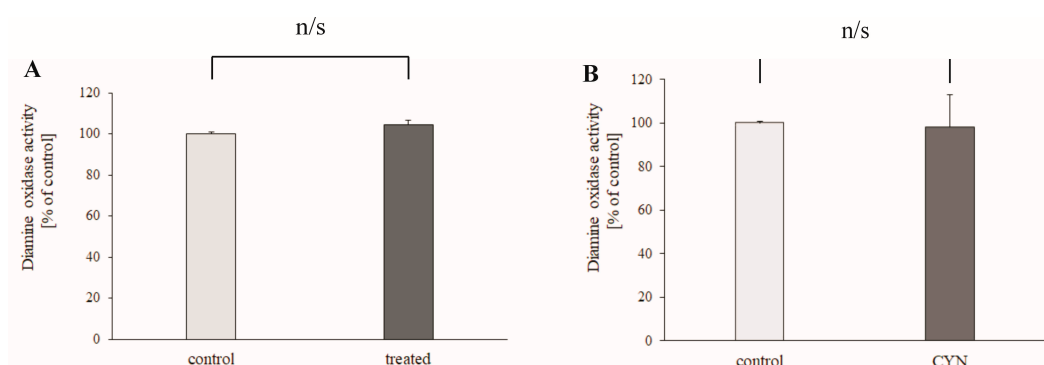 n/s
A
Diamine oxidase activity
[% of control]
120
100
80
60
40
20
0
control
treated
n/s
B
Diamine oxidase activity
[% of control]
120
100
80
60
40
20
0
control
CYN